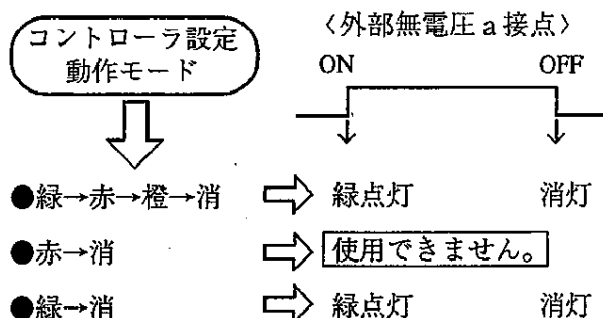 コントローラ設定
動作モード
〈外部無電圧a接点〉
ON OFF
●緑→赤→橙→消 緑点灯 消灯
●赤→消 使用できません。
●緑→消 緑点灯 消灯